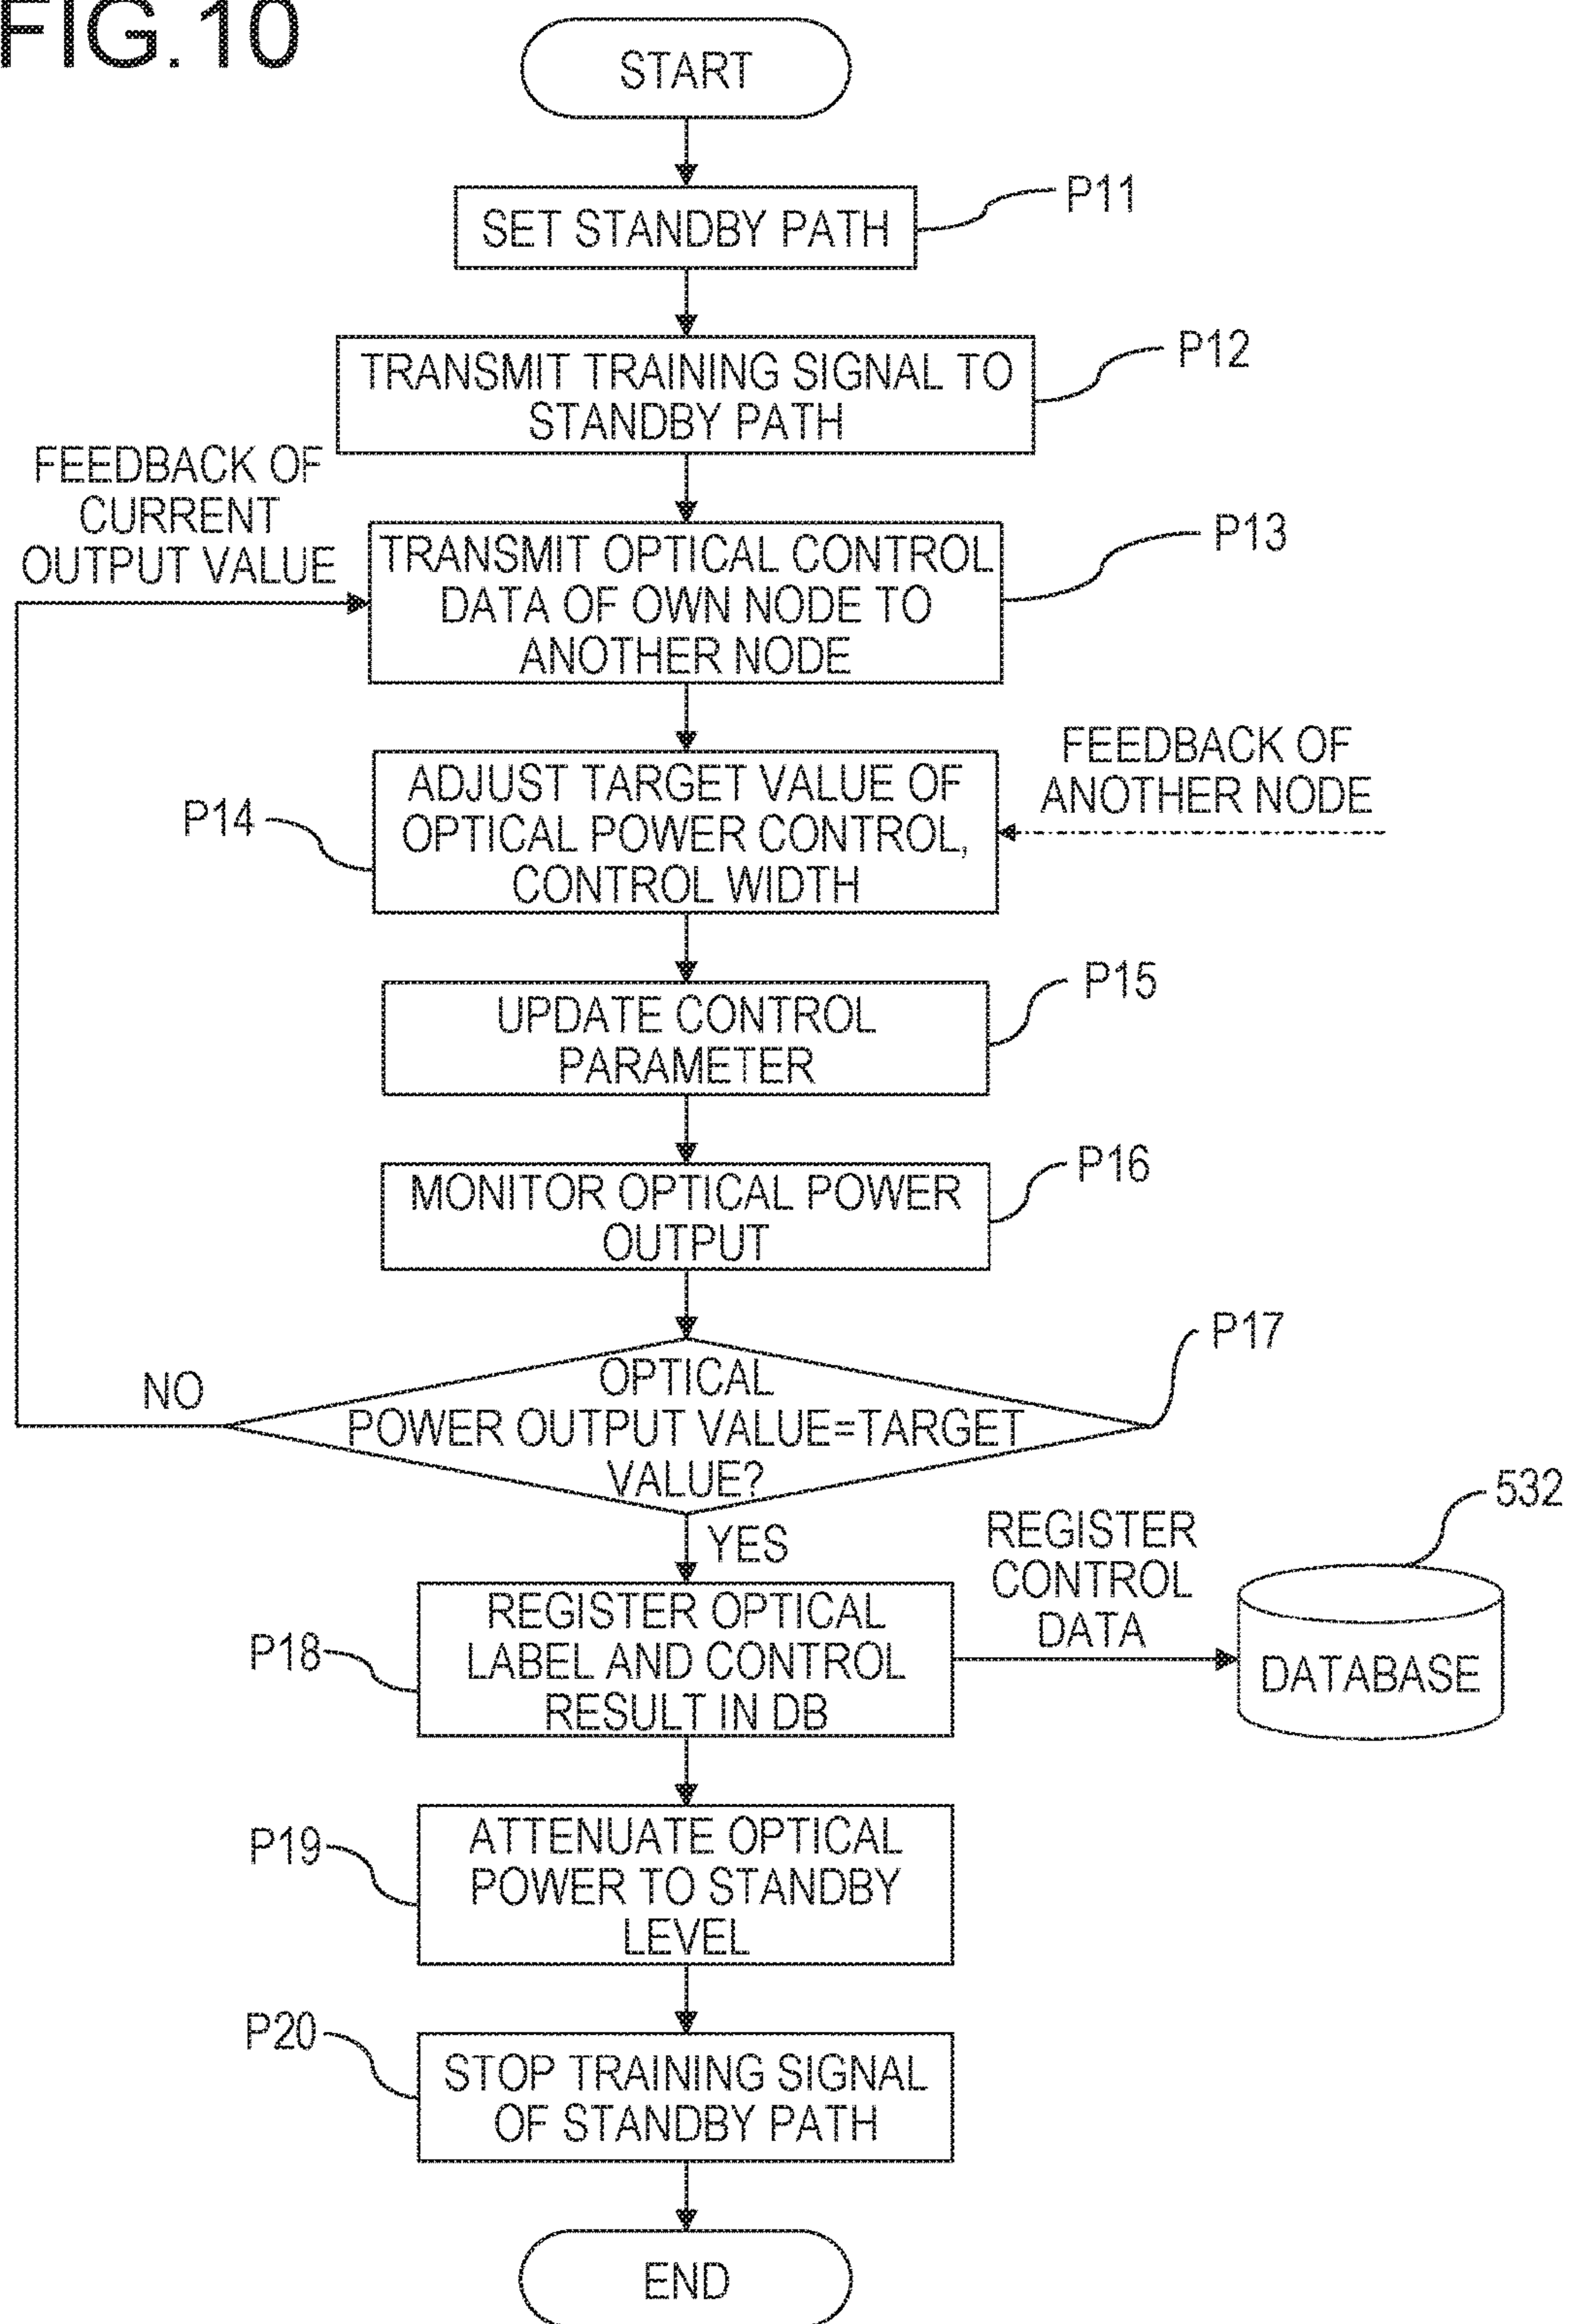 FIG.10
START
SET STANDBY PATH
P11
TRANSMIT TRAINING SIGNAL TO
STANDBY PATH
P12
FEEDBACK OF
CURRENT
OUTPUT VALUE
TRANSMIT OPTICAL CONTROL
DATA OF OWN NODE TO
ANOTHER NODE
P13
P14
ADJUST TARGET VALUE OF
OPTICAL POWER CONTROL,
CONTROL WIDTH
FEEDBACK OF
ANOTHER NODE
UPDATE CONTROL
PARAMETER
P15
MONITOR OPTICAL POWER
OUTPUT
P16
NO
OPTICAL
POWER OUTPUT VALUE=TARGET
VALUE?
P17
YES
P18
REGISTER OPTICAL
LABEL AND CONTROL
RESULT IN DB
REGISTER
CONTROL
DATA
532
DATABASE
P19
ATTENUATE OPTICAL
POWER TO STANDBY
LEVEL
P20
STOP TRAINING SIGNAL
OF STANDBY PATH
END